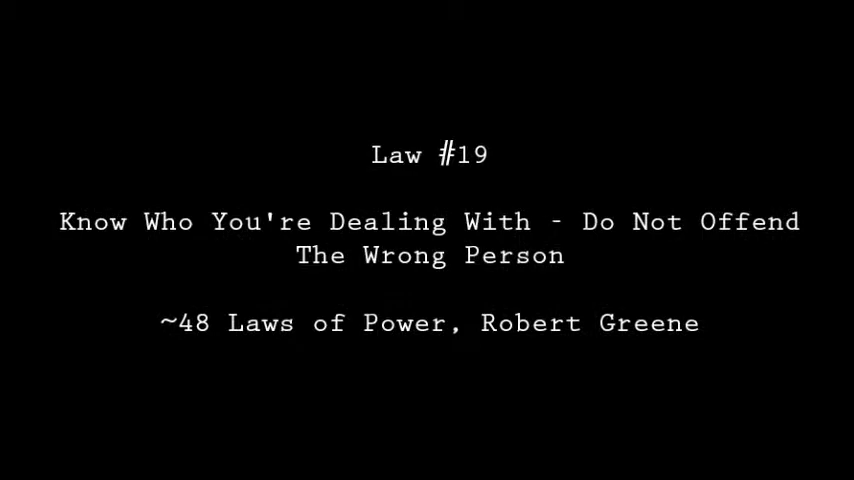 Law #19
Know Who You're Dealing With - Do Not Offend
The Wrong Person
~48 Laws of Power, Robert Greene